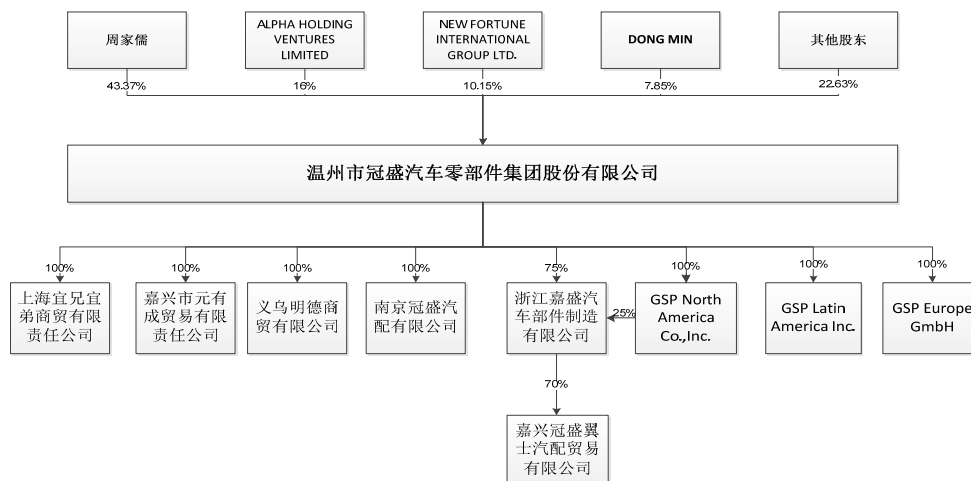 周家儒
ALPHA HOLDING
VENTURES
LIMITED
NEW FORTUNE
INTERNATIONAL
GROUP LTD.
DONG MIN
其他股东
43.37%
16%
10.15%
7.85%
22.63%
温州市冠盛汽车零部件集团股份有限公司
100%
100%
100%
100%
75%
100%
100%
100%
上海宜兄宜
弟商贸有限
责任公司
嘉兴市元有
成贸易有限
责任公司
义乌明德商
贸有限公司
南京冠盛汽
配有限公司
浙江嘉盛汽
车部件制造
有限公司
25%
GSP North
America
Co.,Inc.
GSP Latin
America Inc.
GSP Europe
GmbH
70%
嘉兴冠盛翼
士汽配贸易
有限公司